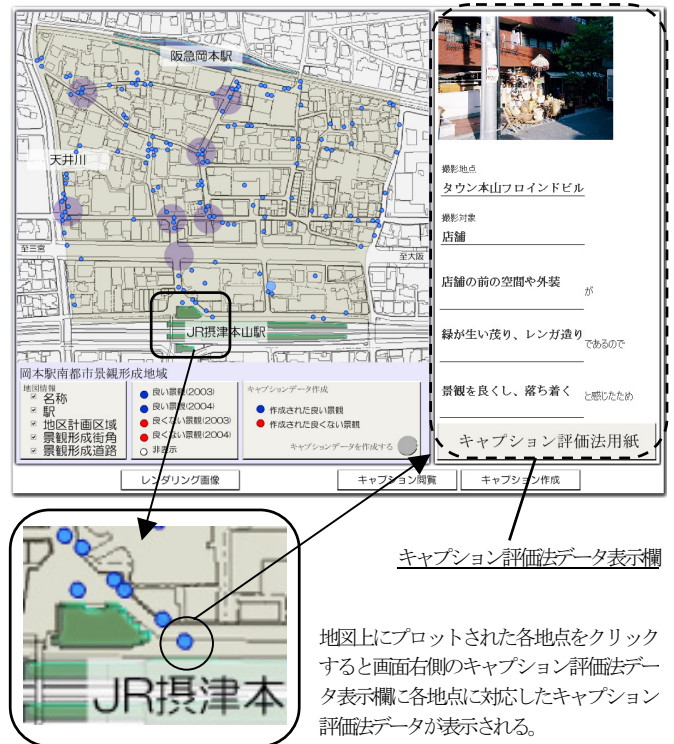 阪急岡本駅
天井川
至三宮
至大阪
JR摂津本山駅
岡本駅南都市景観形成地域
地図情報
名称
駅
地区計画区域
景観形成街角
景観形成道路
良い景観(2003)
良い景観(2004)
良くない景観(2003)
良くない景観(2004)
非表示
キャプションデータ作成
作成された良い景観
作成された良くない景観
キャプションデータを作成する
撮影地点
タウン本山フロインドビル
撮影対象
店舗
店舗の前の空間や外装
が
緑が生い茂り、レンガ造り
であるので
景観を良くし、落ち着く
と感じたため
キャプション評価法用紙
レンダリング画像
キャプション閲覧
キャプション作成
キャプション評価法データ表示欄
JR摂津本
地図上にプロットされた各地点をクリック
すると画面右側のキャプション評価法デー
タ表示欄に各地点に対応したキャプション
評価法データが表示される。